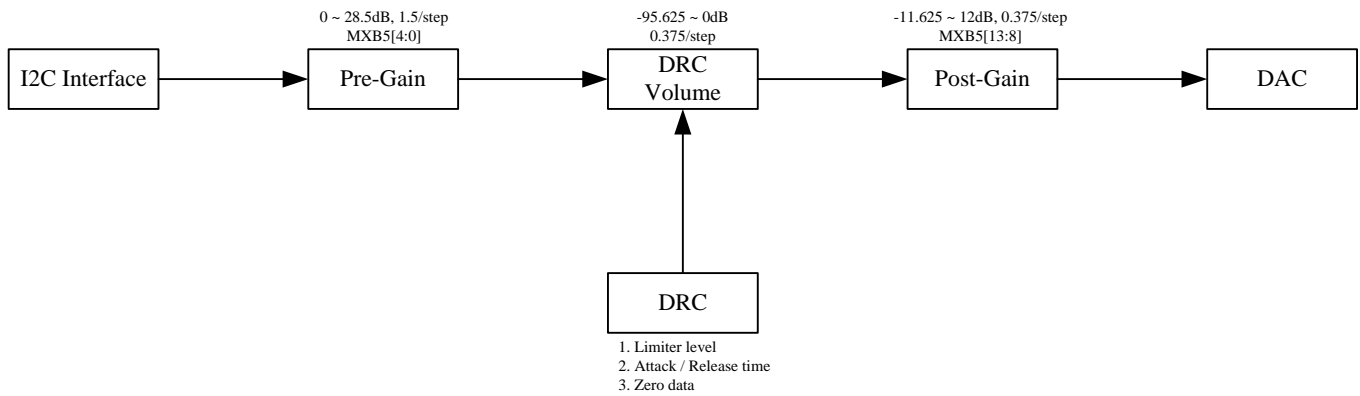 0 ~ 28.5dB, 1.5/step
MXB5[4:0]
-95.625 ~ 0dB
0.375/step
-11.625 ~ 12dB, 0.375/step
MXB5[13:8]
I2C Interface
Pre-Gain
DRC
Volume
Post-Gain
DAC
DRC
1. Limiter level
2. Attack / Release time
3. Zero data